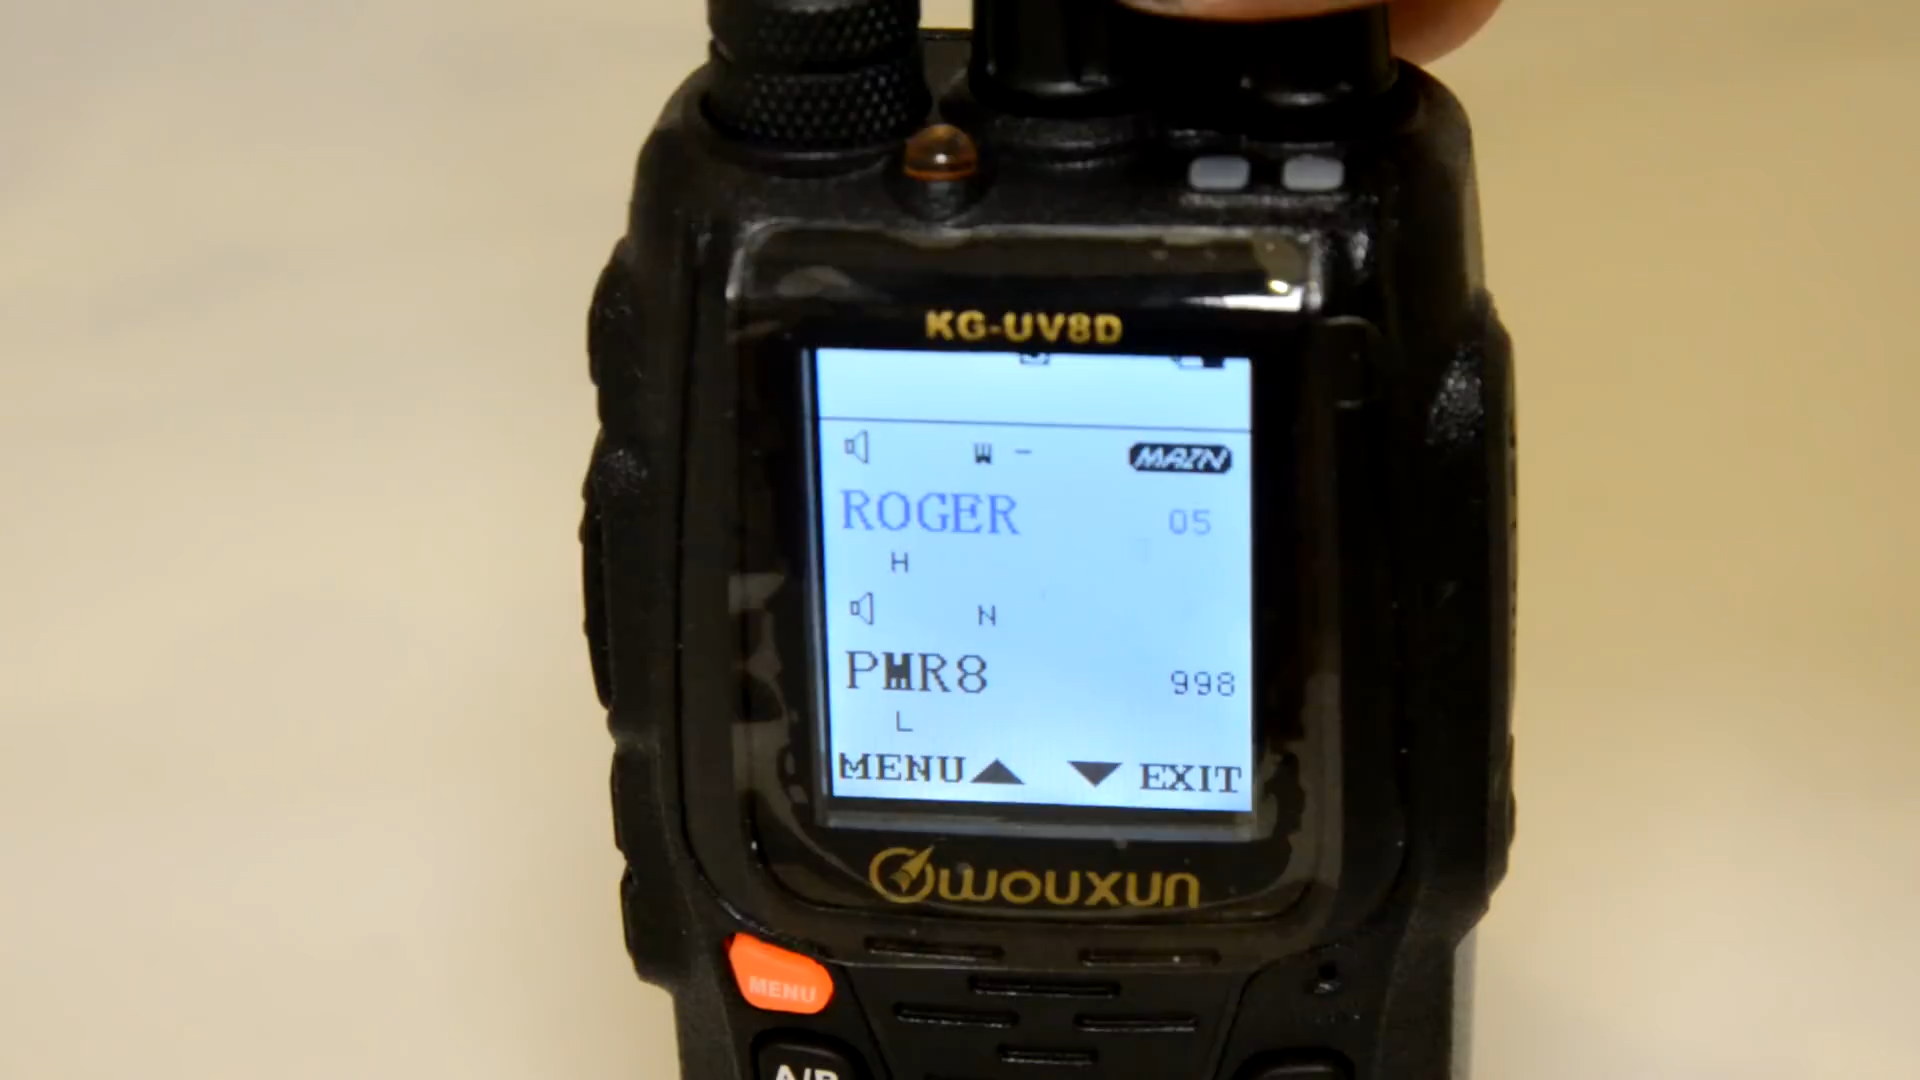 KG-UV8D
W - MAIN
ROGER 05
H
N
PMR8 998
L
MENU▲ ▼ EXIT
WOUXUN
MENU
A/B